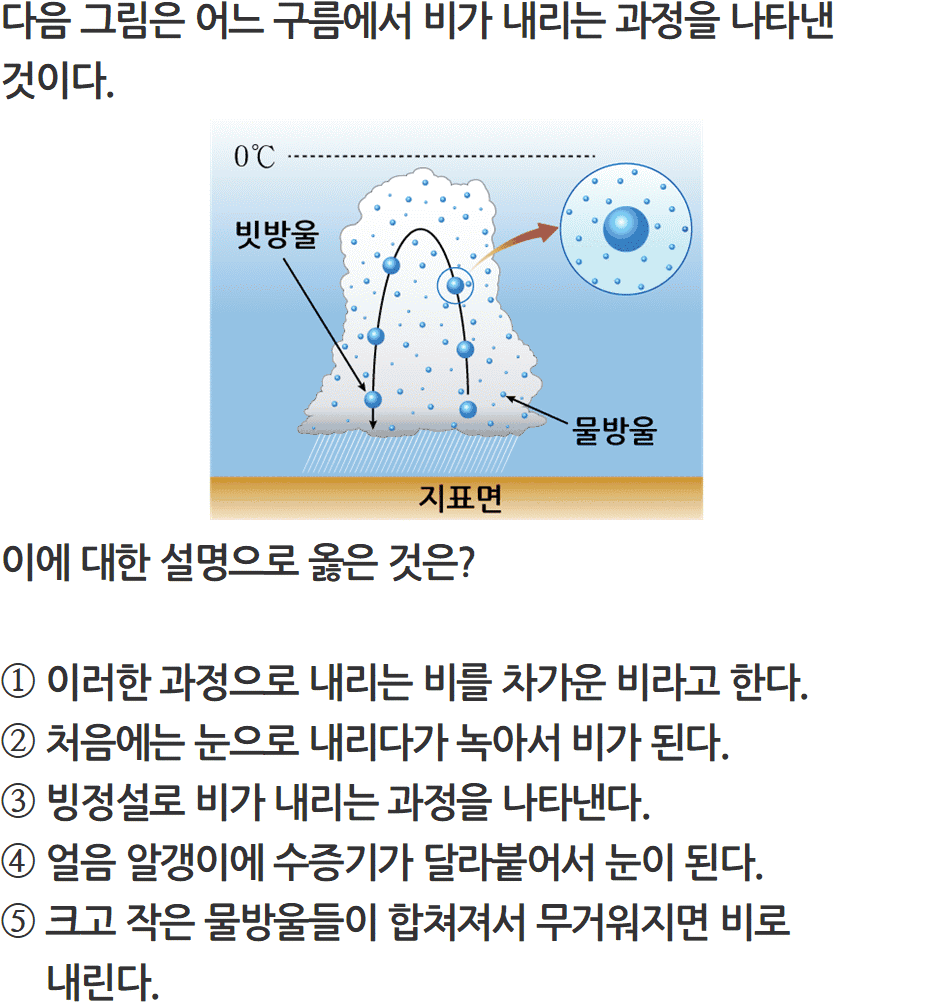 다음 그림은 어느 구름에서 비가 내리는 과정을 나타낸
것이다.
0℃
빗방울
물방울
지표면
이에 대한 설명으로 옳은 것은?
① 이러한 과정으로 내리는 비를 차가운 비라고 한다.
② 처음에는 눈으로 내리다가 녹아서 비가 된다.
③ 빙정설로 비가 내리는 과정을 나타낸다.
④ 얼음 알갱이에 수증기가 달라붙어서 눈이 된다.
⑤ 크고 작은 물방울들이 합쳐져서 무거워지면 비로
내린다.